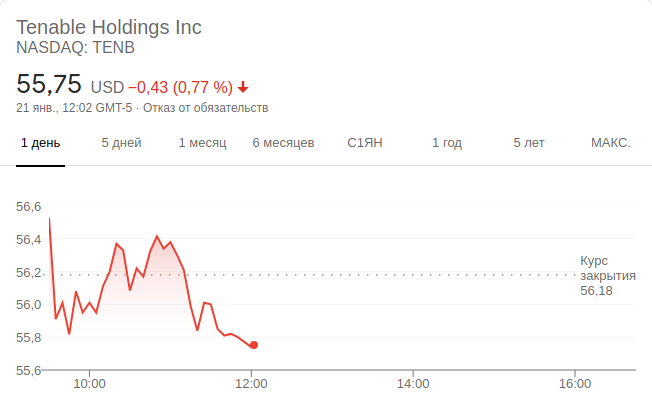 Tenable Holdings Inc
NASDAQ: TENB
55,75 USD −0,43 (0,77 %)
21 янв., 12:02 GMT-5 · Отказ от обязательств
1 день 5 дней 1 месяц 6 месяцев С1ЯН 1 год 5 лет МАКС.
56,6
56,4
56,2
56,0
55,8
55,6
Курс
закрытия
56,18
10:00 12:00 14:00 16:00